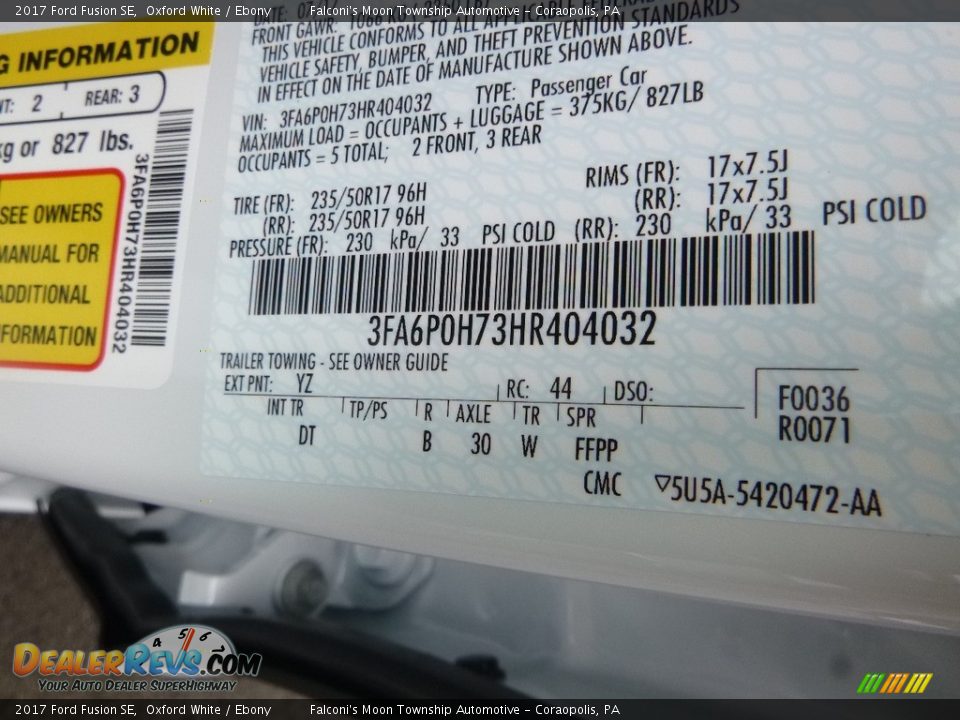 2017 Ford Fusion SE, Oxford White / Ebony Falconi's Moon Township Automotive - Coraopolis, PA
INFORMATION
2 REAR: 3
kg or 827 lbs.
3FA6P0H73HR404032
SEE OWNERS
MANUAL FOR
ADDITIONAL
INFORMATION
DATE:
FRONT GAWR:
THIS VEHICLE CONFORMS TO ALL APPLICABLE FEDERAL
VEHICLE SAFETY, BUMPER, AND THEFT PREVENTION STANDARDS
IN EFFECT ON THE DATE OF MANUFACTURE SHOWN ABOVE.
VIN: 3FA6P0H73HR404032 TYPE: Passenger Car
MAXIMUM LOAD = OCCUPANTS + LUGGAGE = 375KG/ 827LB
OCCUPANTS = 5 TOTAL; 2 FRONT, 3 REAR
TIRE (FR): 235/50R17 96H RIMS (FR): 17x7.5J
(RR): 235/50R17 96H (RR): 17x7.5J
PRESSURE (FR): 230 kPa/ 33 PSI COLD (RR): 230 kPa/ 33 PSI COLD
3FA6P0H73HR404032
TRAILER TOWING - SEE OWNER GUIDE
EXT PNT: YZ RC: 44 DSO:
INT TR TP/PS R AXLE TR SPR
DT B 30 W FFPP
F0036
R0071
CMC ▽5U5A-5420472-AA
4 5 6
DealerRevs.com
Your Auto Dealer SuperHighway
2017 Ford Fusion SE, Oxford White / Ebony Falconi's Moon Township Automotive - Coraopolis, PA